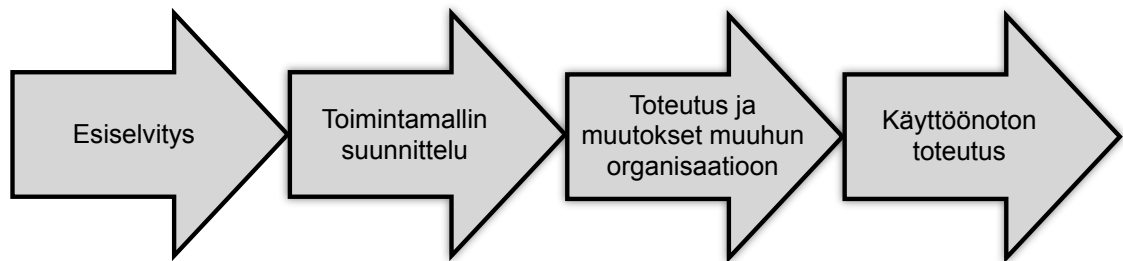 Esiselvitys
Toimintamallin
suunnittelu
Toteutus ja
muutokset muuhun
organisaatioon
Käyttöönoton
toteutus